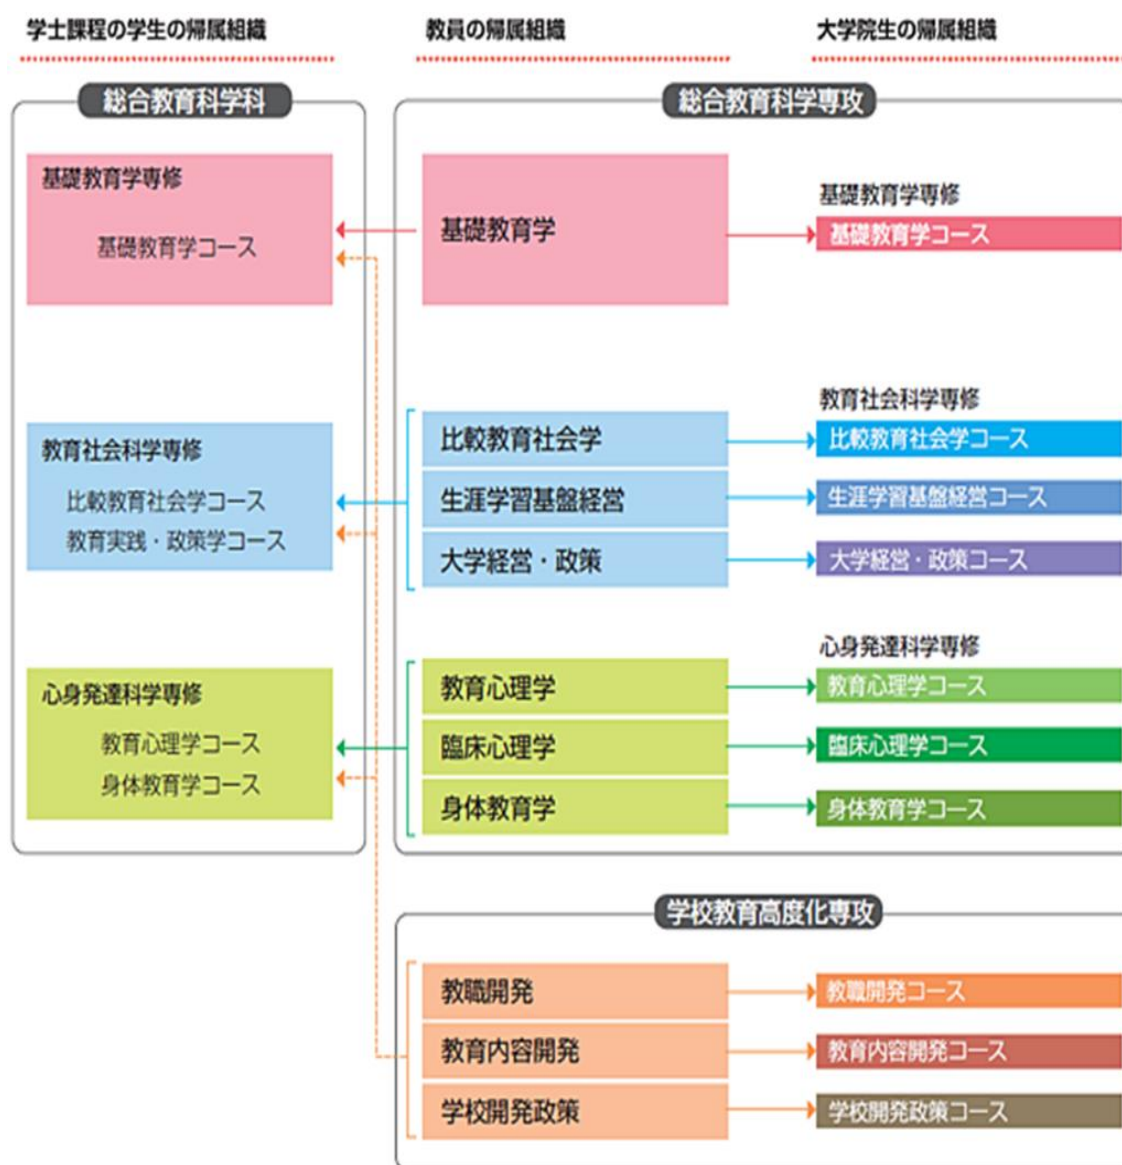 学士課程の学生の帰属組織
教員の帰属組織
大学院生の帰属組織
総合教育科学科
総合教育科学専攻
基礎教育学専修
基礎教育学コース
基礎教育学
基礎教育学専修
基礎教育学コース
教育社会科学専修
比較教育社会学コース
教育実践・政策学コース
比較教育社会学
生涯学習基盤経営
大学経営・政策
教育社会科学専修
比較教育社会学コース
生涯学習基盤経営コース
大学経営・政策コース
心身発達科学専修
教育心理学コース
身体教育学コース
教育心理学
臨床心理学
身体教育学
心身発達科学専修
教育心理学コース
臨床心理学コース
身体教育学コース
学校教育高度化専攻
教職開発
教育内容開発
学校開発政策
教職開発コース
教育内容開発コース
学校開発政策コース